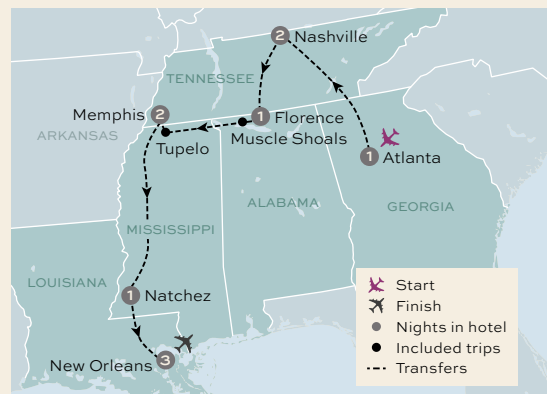 2
Nashville
TENNESSEE
Memphis
2
1
Florence
ARKANSAS
Tupelo
Muscle Shoals
1
Atlanta
ALABAMA
GEORGIA
MISSISSIPPI
LOUISIANA
1
Natchez
New Orleans
3
Start
Finish
Nights in hotel
Included trips
Transfers